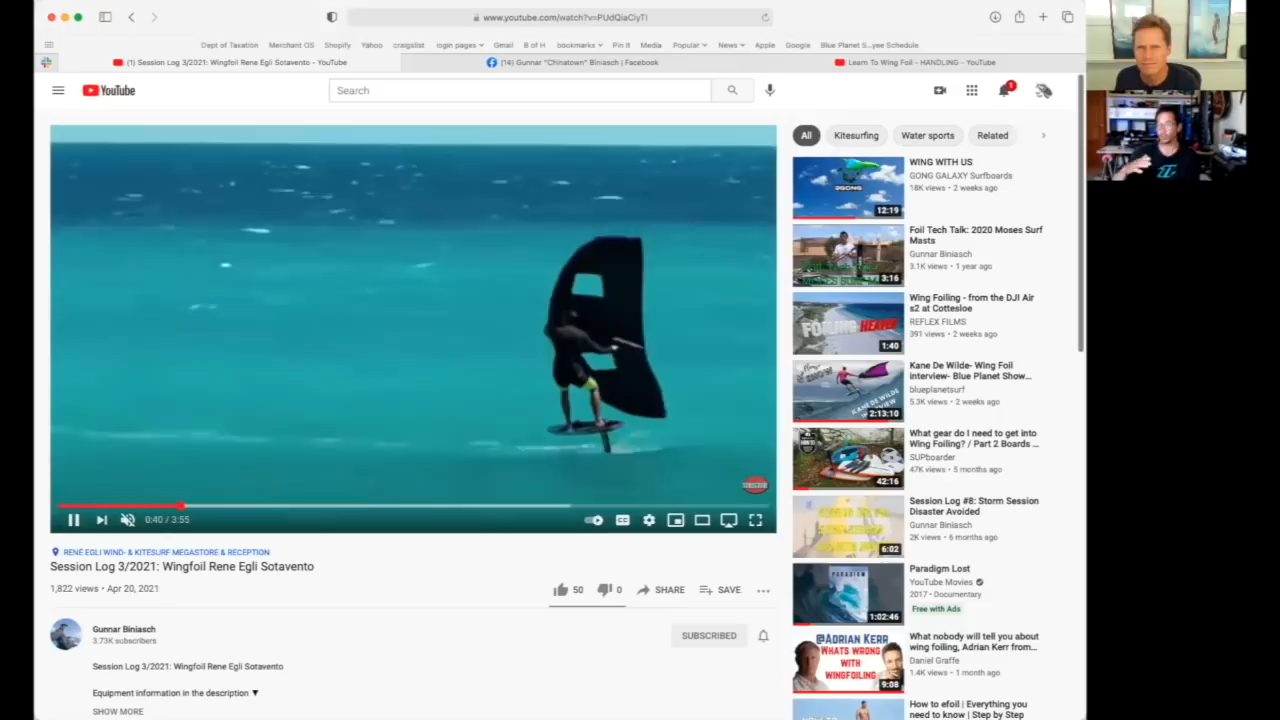 www.youtube.com/watch?v=PUdQiaCiyTI
Dept of Taxation Merchant OS Shopify Yahoo craigslist login pages Gmail B of H bookmarks Pin It Media Popular News Apple Google Blue Planet S...yee Schedule
(1) Session Log 3/2021: Wingfoil Rene Egli Sotavento - YouTube
(14) Gunnar "Chinatown" Biniasch | Facebook
Learn To Wing Foil - HANDLING - YouTube
YouTube
Search
1
All Kitesurfing Water sports Related
0:40 / 3:55
RENÉ EGLI WIND- & KITESURF MEGASTORE & RECEPTION
Session Log 3/2021: Wingfoil Rene Egli Sotavento
1,822 views • Apr 20, 2021
50 0 SHARE SAVE
Gunnar Biniasch
3.73K subscribers
SUBSCRIBED
Session Log 3/2021: Wingfoil Rene Egli Sotavento
Equipment information in the description ▼
SHOW MORE
WING WITH US
GONG GALAXY Surfboards
18K views • 2 weeks ago
12:19
Foil Tech Talk: 2020 Moses Surf
Masts
Gunnar Biniasch
3.1K views • 1 year ago
3:16
Wing Foiling - from the DJI Air
s2 at Cottesloe
REFLEX FILMS
391 views • 2 weeks ago
FOILING HEAVEN
1:40
Kane De Wilde- Wing Foil
interview- Blue Planet Show...
blueplanetsurf
5.3K views • 2 weeks ago
KANE DE WILDE
2:13:10
What gear do I need to get into
Wing Foiling? / Part 2 Boards ...
SUPboarder
47K views • 5 months ago
42:16
Session Log #8: Storm Session
Disaster Avoided
Gunnar Biniasch
2K views • 6 months ago
6:02
Paradigm Lost
YouTube Movies
2017 • Documentary
Free with Ads
PARADIGM
1:02:46
What nobody will tell you about
wing foiling, Adrian Kerr from...
Daniel Graffe
1.4K views • 1 month ago
@ADRIAN KERR
WHATS WRONG
WITH
WINGFOILING
9:08
How to efoil | Everything you
need to know | Step by Step